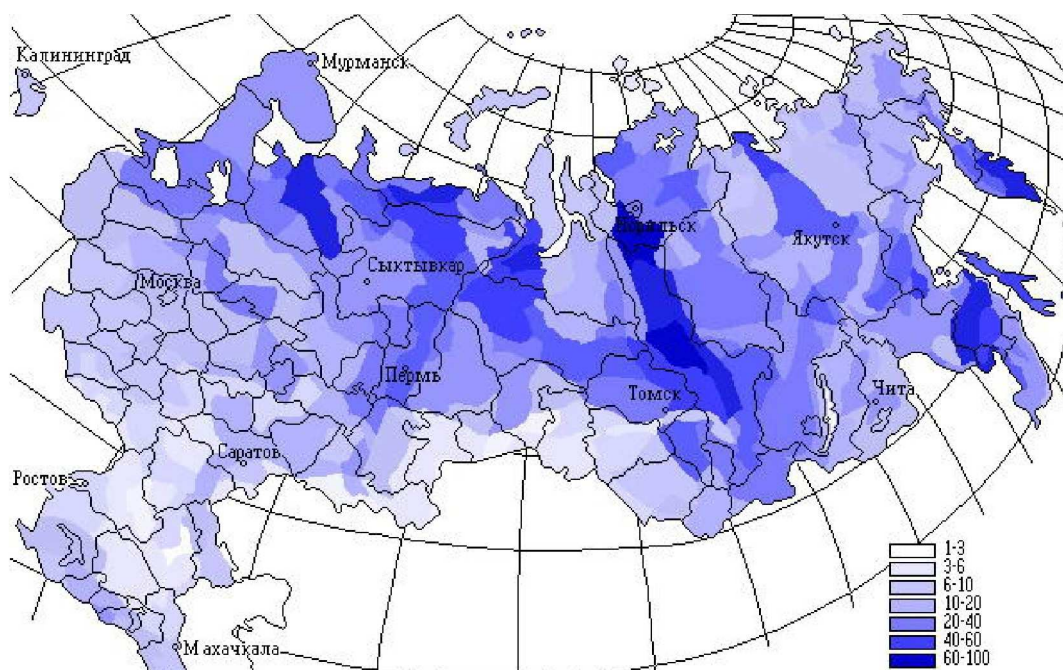 Калининград
Мурманск
Норильск
Якутск
Сыктывкар
Москва
Пермь
Томск
Чита
Саратов
Ростов
Махачкала
1-3
3-6
6-10
10-20
20-40
40-60
60-100